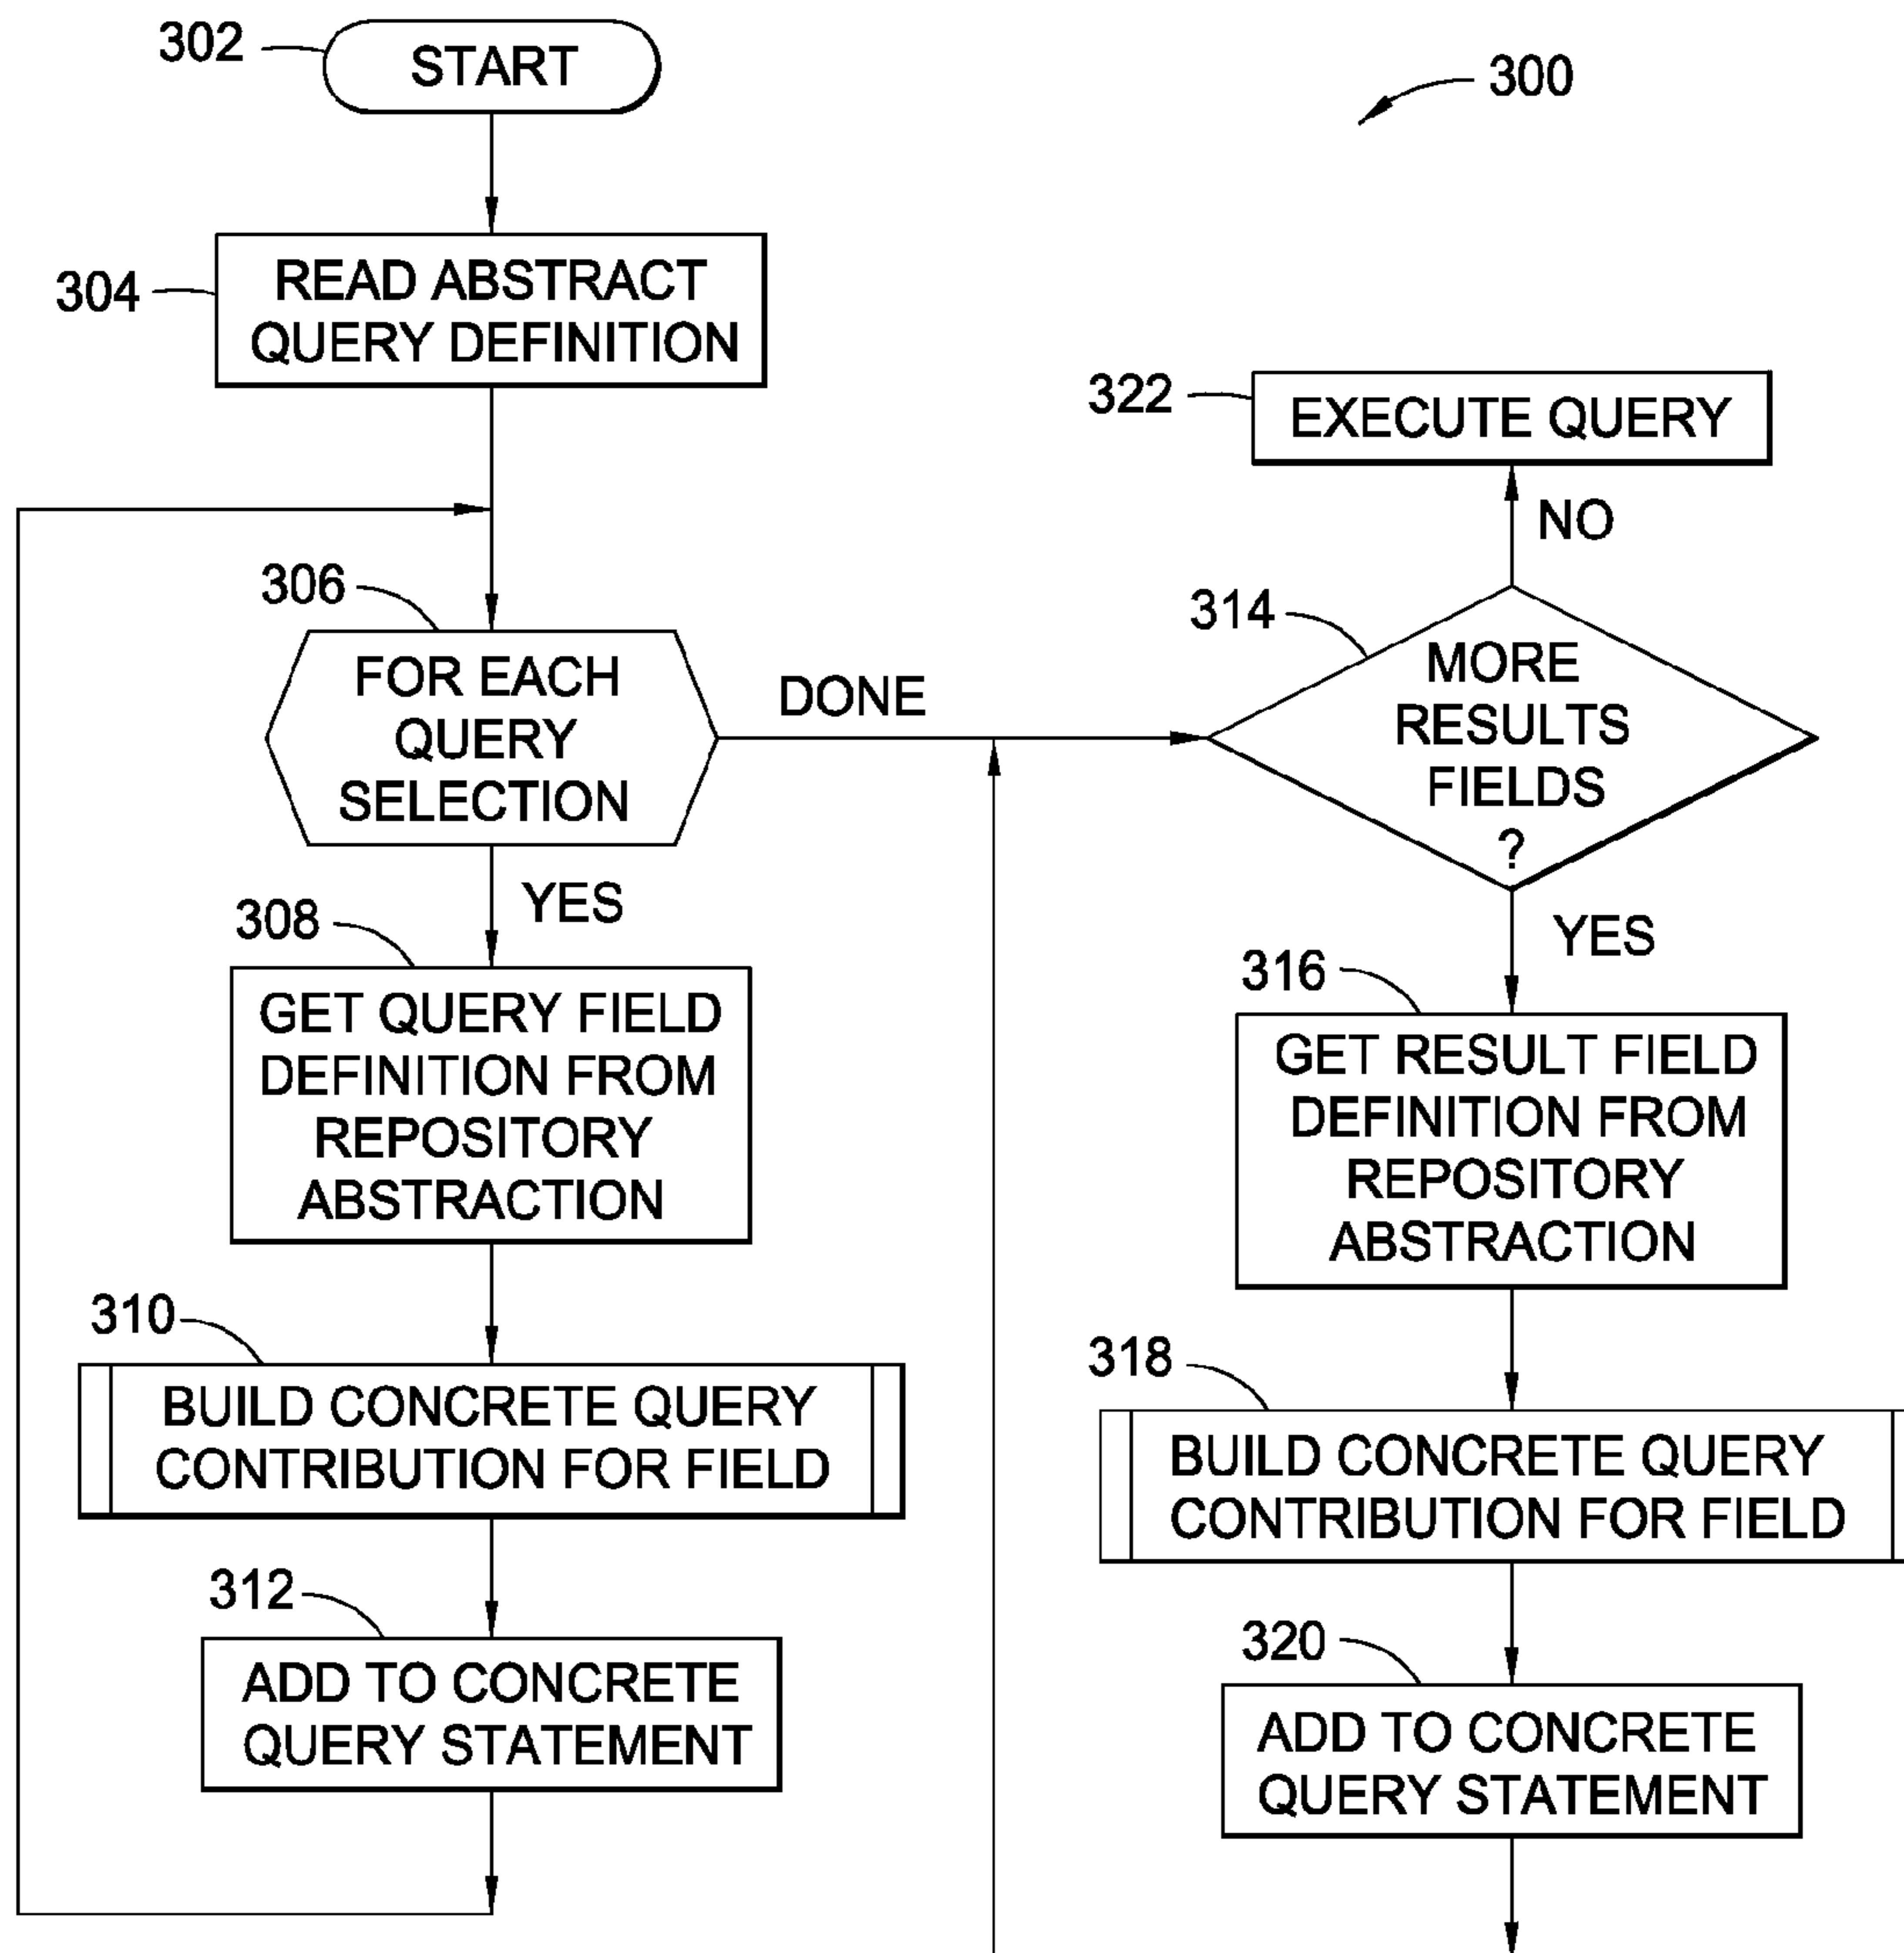 302
START
300
304
READ ABSTRACT
QUERY DEFINITION
322
EXECUTE QUERY
NO
306
FOR EACH
QUERY
SELECTION
DONE
314
MORE
RESULTS
FIELDS
?
YES
308
GET QUERY FIELD
DEFINITION FROM
REPOSITORY
ABSTRACTION
YES
316
GET RESULT FIELD
DEFINITION FROM
REPOSITORY
ABSTRACTION
310
BUILD CONCRETE QUERY
CONTRIBUTION FOR FIELD
318
BUILD CONCRETE QUERY
CONTRIBUTION FOR FIELD
312
ADD TO CONCRETE
QUERY STATEMENT
320
ADD TO CONCRETE
QUERY STATEMENT